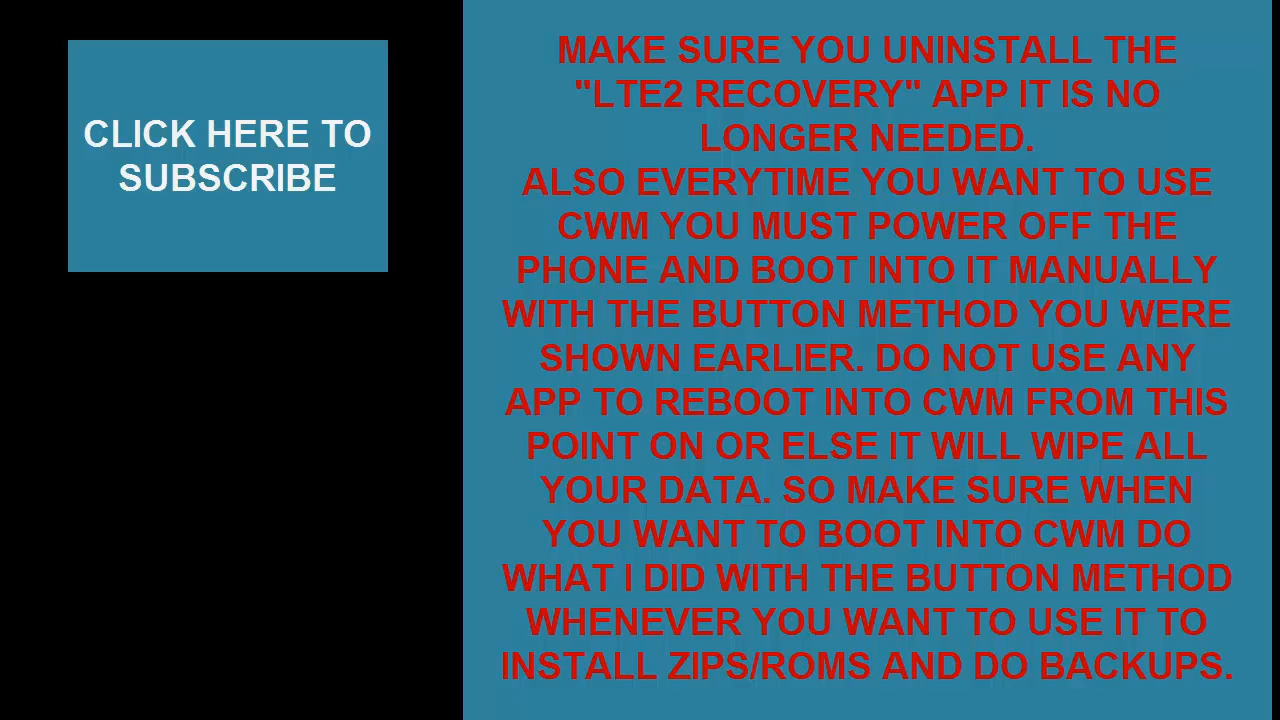 CLICK HERE TO
SUBSCRIBE
MAKE SURE YOU UNINSTALL THE
"LTE2 RECOVERY" APP IT IS NO
LONGER NEEDED.
ALSO EVERYTIME YOU WANT TO USE
CWM YOU MUST POWER OFF THE
PHONE AND BOOT INTO IT MANUALLY
WITH THE BUTTON METHOD YOU WERE
SHOWN EARLIER. DO NOT USE ANY
APP TO REBOOT INTO CWM FROM THIS
POINT ON OR ELSE IT WILL WIPE ALL
YOUR DATA. SO MAKE SURE WHEN
YOU WANT TO BOOT INTO CWM DO
WHAT I DID WITH THE BUTTON METHOD
WHENEVER YOU WANT TO USE IT TO
INSTALL ZIPS/ROMS AND DO BACKUPS.